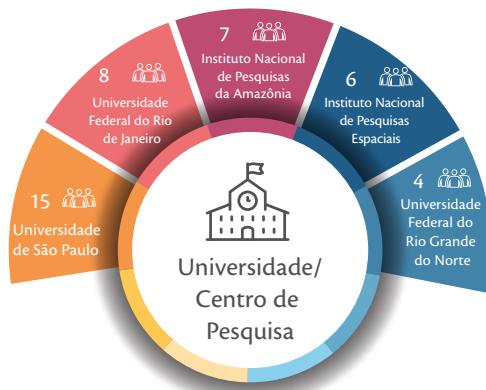 15
Universidade
de São Paulo
8
Universidade
Federal do Rio
de Janeiro
7
Instituto Nacional
de Pesquisas
da Amazônia
6
Instituto Nacional
de Pesquisas
Espaciais
4
Universidade
Federal do
Rio Grande
do Norte
Universidade/
Centro de
Pesquisa